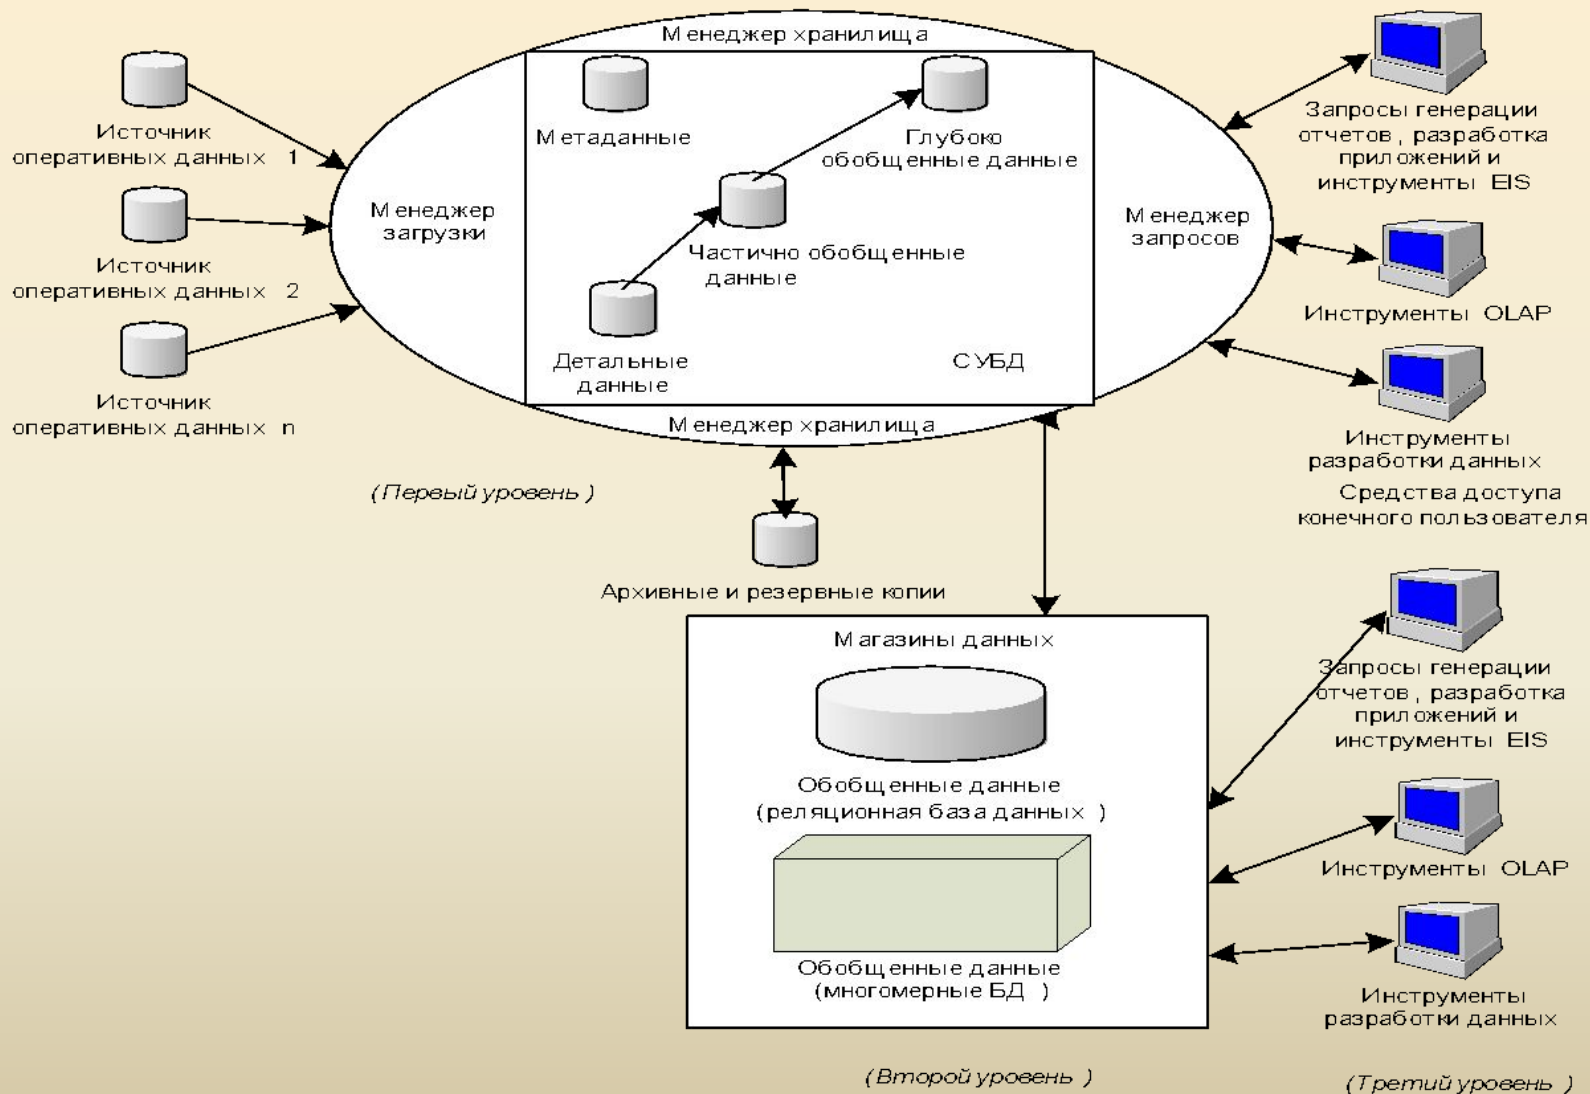 Менеджер хранилища
Источник
оперативных данных 1
Источник
оперативных данных 2
Источник
оперативных данных n
Менеджер
загрузки
Метаданные
Глубоко
обобщенные данные
Частично обобщенные
данные
Детальные
данные
СУБД
Менеджер
запросов
Менеджер хранилища
(Первый уровень )
Архивные и резервные копии
Запросы генерации
отчетов , разработка
приложений и
инструменты EIS
Инструменты OLAP
Инструменты
разработки данных
Средства доступа
конечного пользователя
Магазины данных
Обобщенные данные
(реляционная база данных )
Обобщенные данные
(многомерные БД )
(Второй уровень )
Запросы генерации
отчетов , разработка
приложений и
инструменты EIS
Инструменты OLAP
Инструменты
разработки данных
(Третий уровень )